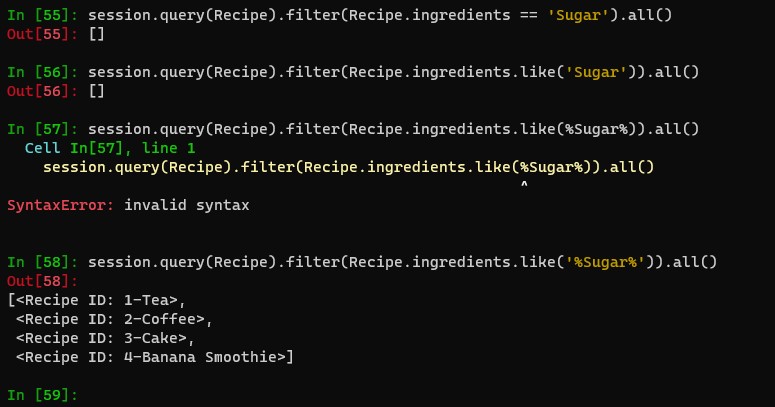 In [55]: session.query(Recipe).filter(Recipe.ingredients == 'Sugar').all()
Out[55]: []
In [56]: session.query(Recipe).filter(Recipe.ingredients.like('Sugar')).all()
Out[56]: []
In [57]: session.query(Recipe).filter(Recipe.ingredients.like(%Sugar%)).all()
  Cell In[57], line 1
    session.query(Recipe).filter(Recipe.ingredients.like(%Sugar%)).all()
                                                         ^
SyntaxError: invalid syntax
In [58]: session.query(Recipe).filter(Recipe.ingredients.like('%Sugar%')).all()
Out[58]:
[<Recipe ID: 1-Tea>,
 <Recipe ID: 2-Coffee>,
 <Recipe ID: 3-Cake>,
 <Recipe ID: 4-Banana Smoothie>]
In [59]: